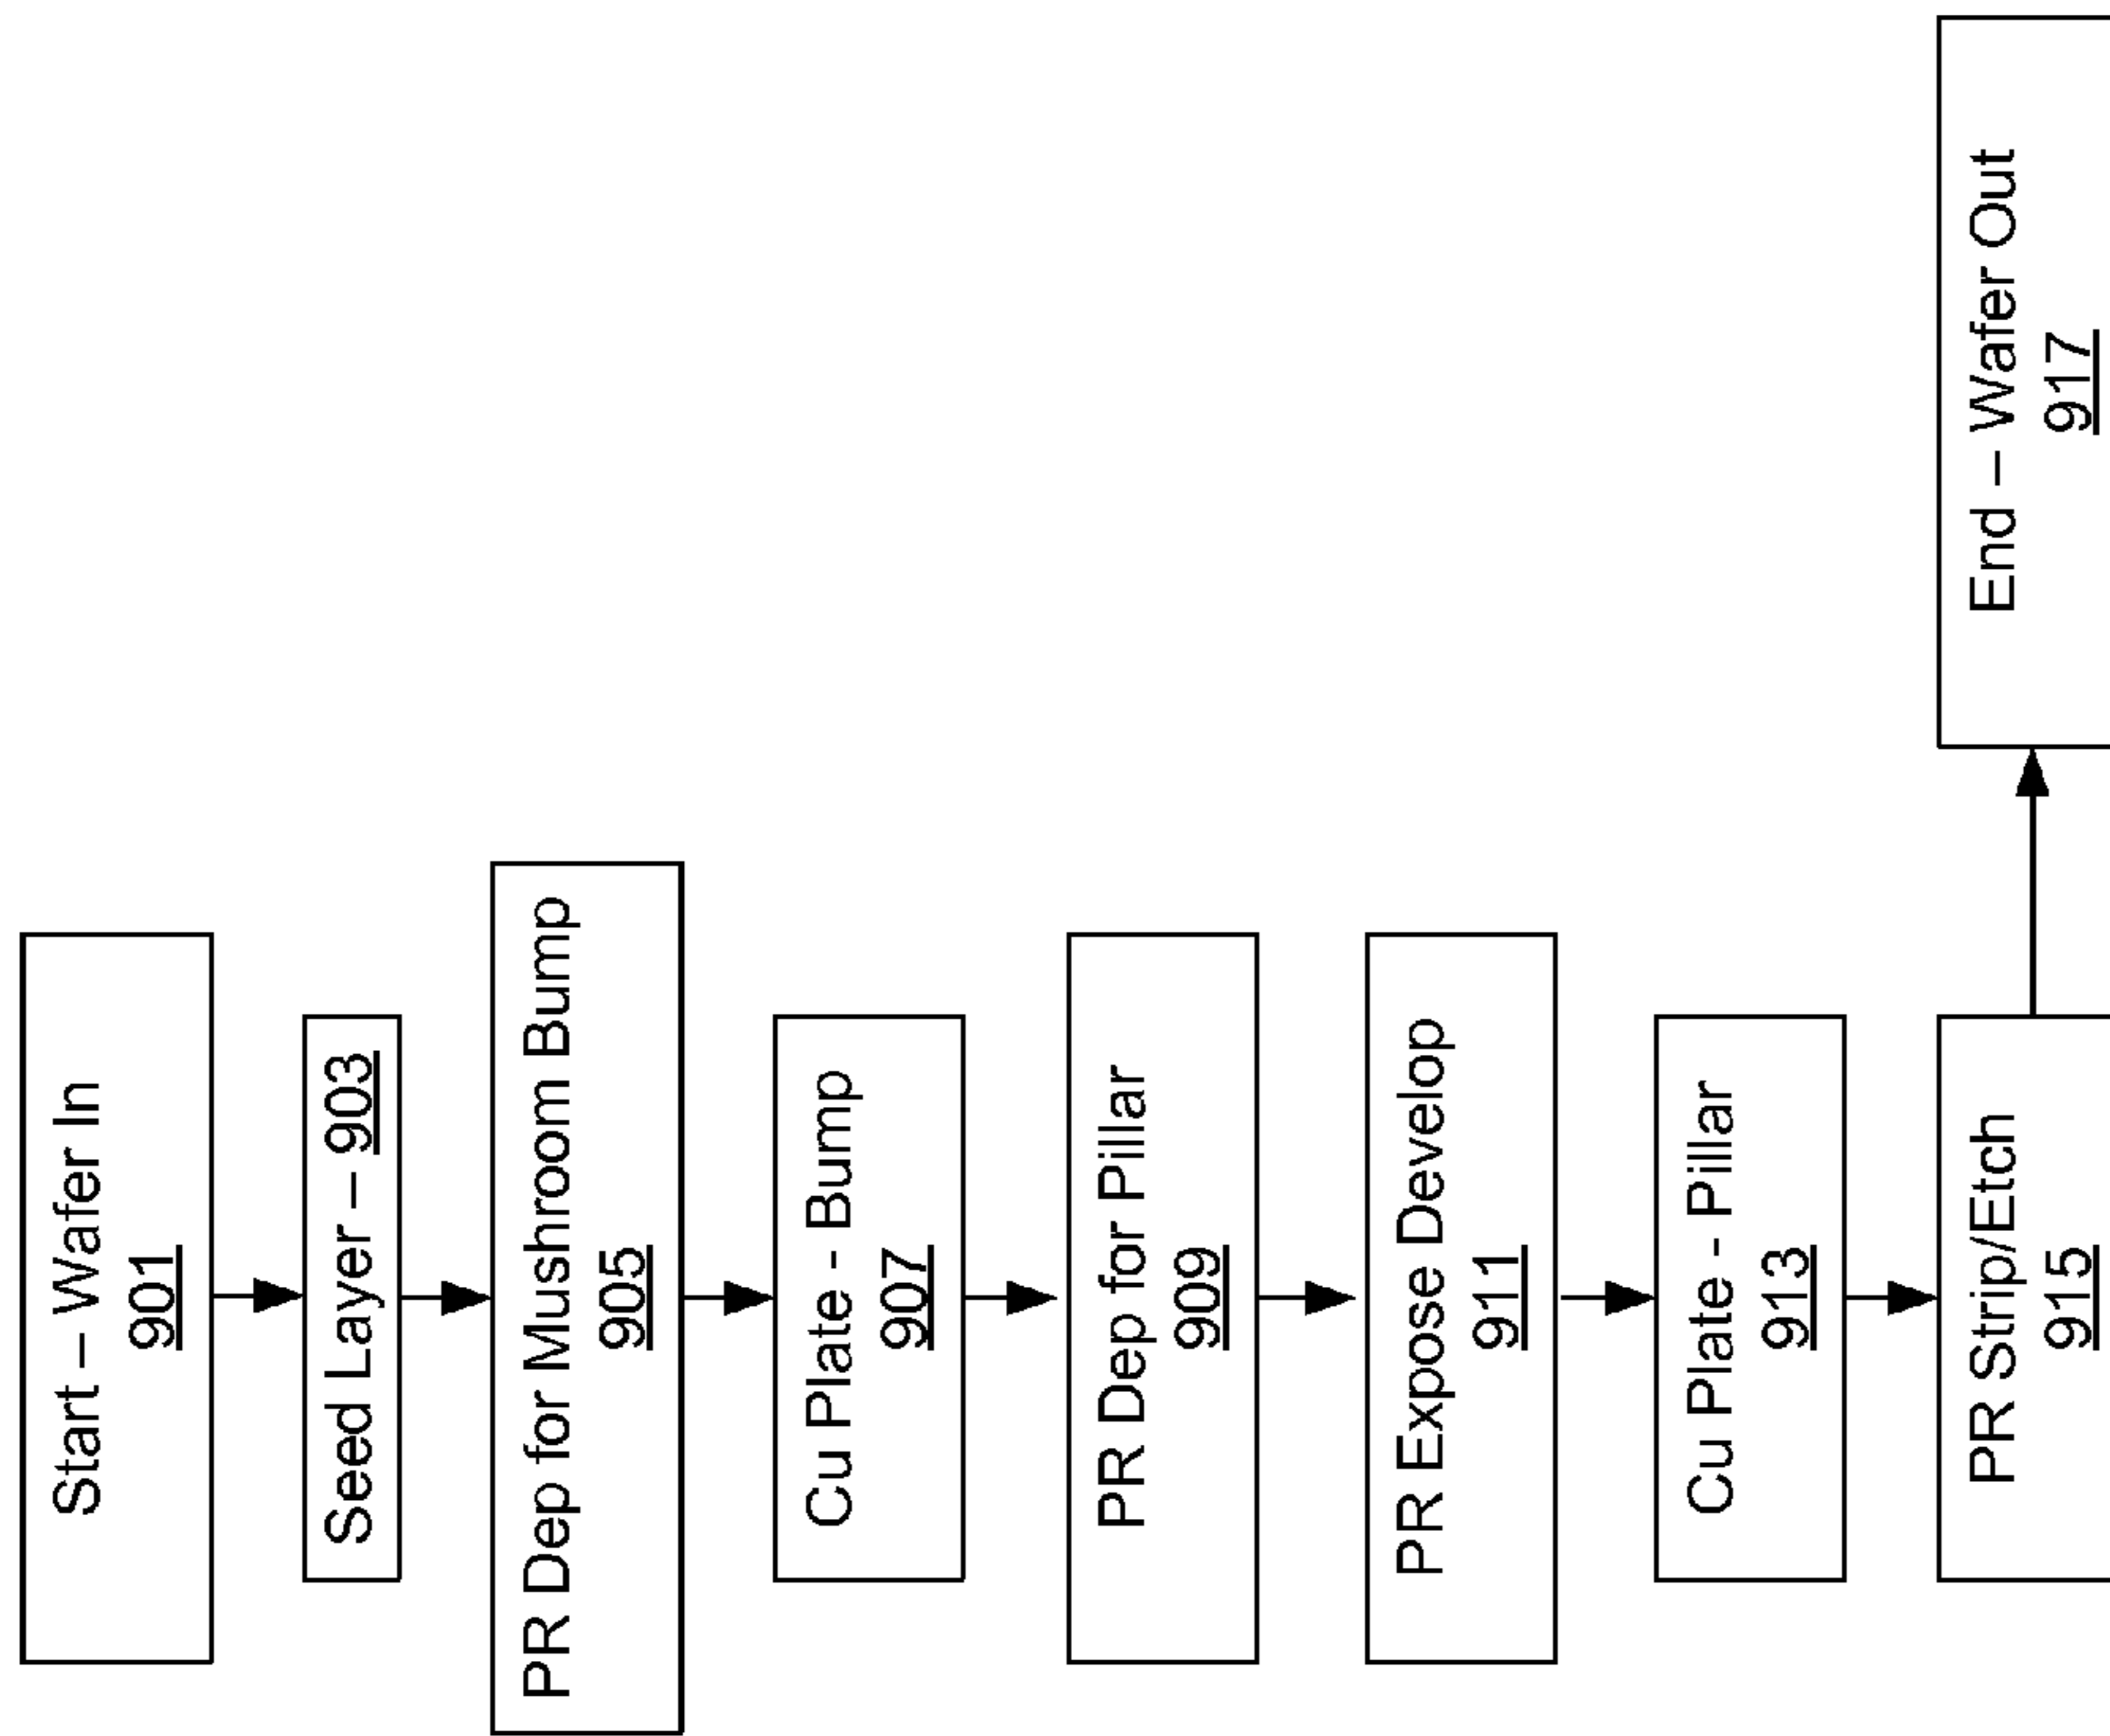 Start – Wafer In
901
Seed Layer – 903
PR Dep for Mushroom Bump
905
Cu Plate - Bump
907
PR Dep for Pillar
909
PR Expose Develop
911
Cu Plate - Pillar
913
PR Strip/Etch
915
End – Wafer Out
917